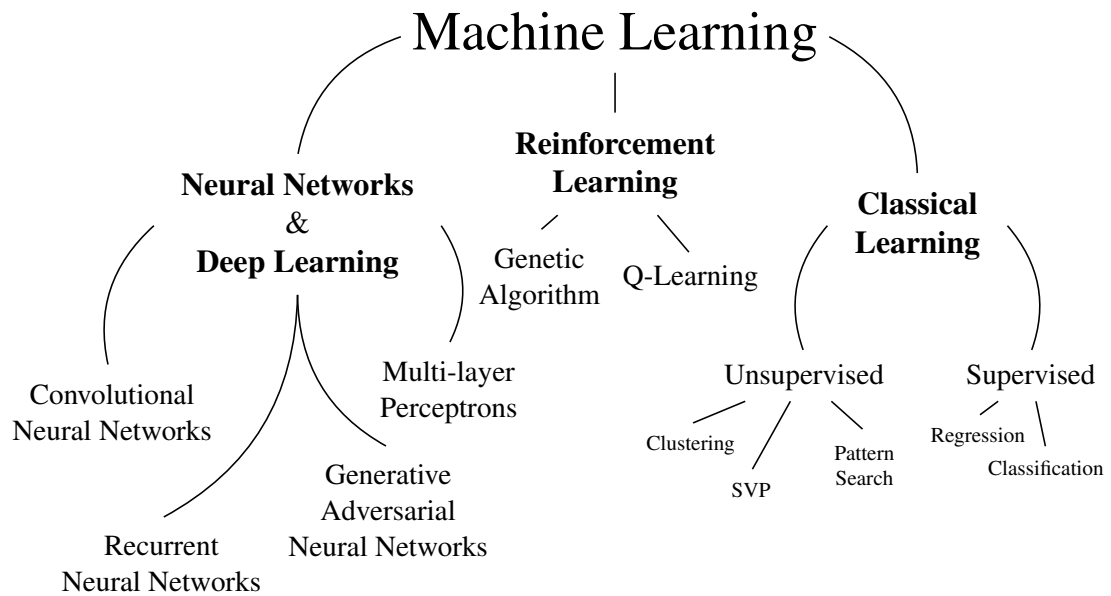 Machine Learning
Neural Networks
&
Deep Learning
Convolutional
Neural Networks
Recurrent
Neural Networks
Generative
Adversarial
Neural Networks
Multi-layer
Perceptrons
Reinforcement
Learning
Genetic
Algorithm
Q-Learning
Classical
Learning
Unsupervised
Clustering
SVP
Pattern
Search
Supervised
Regression
Classification